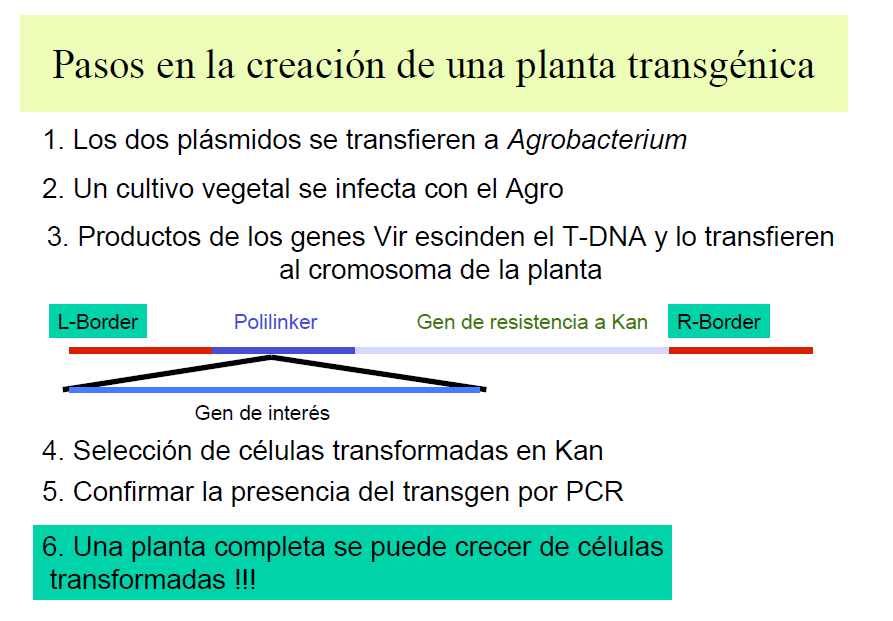 Pasos en la creación de una planta transgénica
1. Los dos plásmidos se transfieren a Agrobacterium
2. Un cultivo vegetal se infecta con el Agro
3. Productos de los genes Vir escinden el T-DNA y lo transfieren
al cromosoma de la planta
L-Border Polilinker Gen de resistencia a Kan R-Border
Gen de interés
4. Selección de células transformadas en Kan
5. Confirmar la presencia del transgen por PCR
6. Una planta completa se puede crecer de células
transformadas !!!